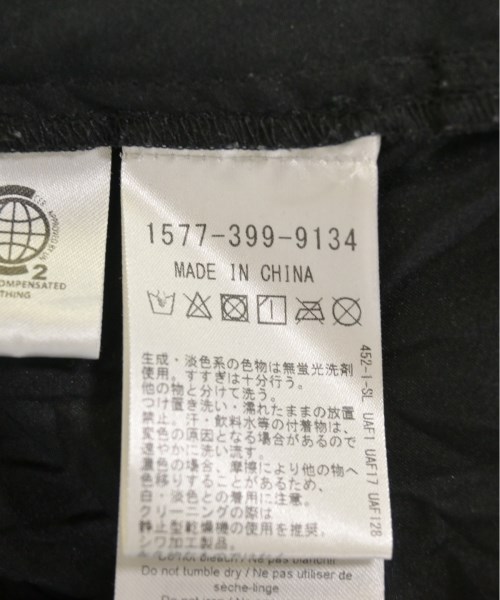 1577-399-9134
MADE IN CHINA
生成・淡色系の色物は無蛍光洗剤
使用。すすぎは十分行う。
他の物と分けて洗う。
つけ置き洗い・濡れたままの放置
禁止。汗・飲料水等の付着物は、
変色の原因となる場合があるので
速やかに洗い流す。
濃色の場合、摩擦により他の物へ
色移りすることがあるため、
白・淡色との着用に注意。
クリーニングの際は
静止型乾燥機の使用を推奨。
シワ加工製品。
452-1-SL UAF1 UAF17 UAF128
Do not tumble dry / Ne pas utiliser de
sèche-linge
2